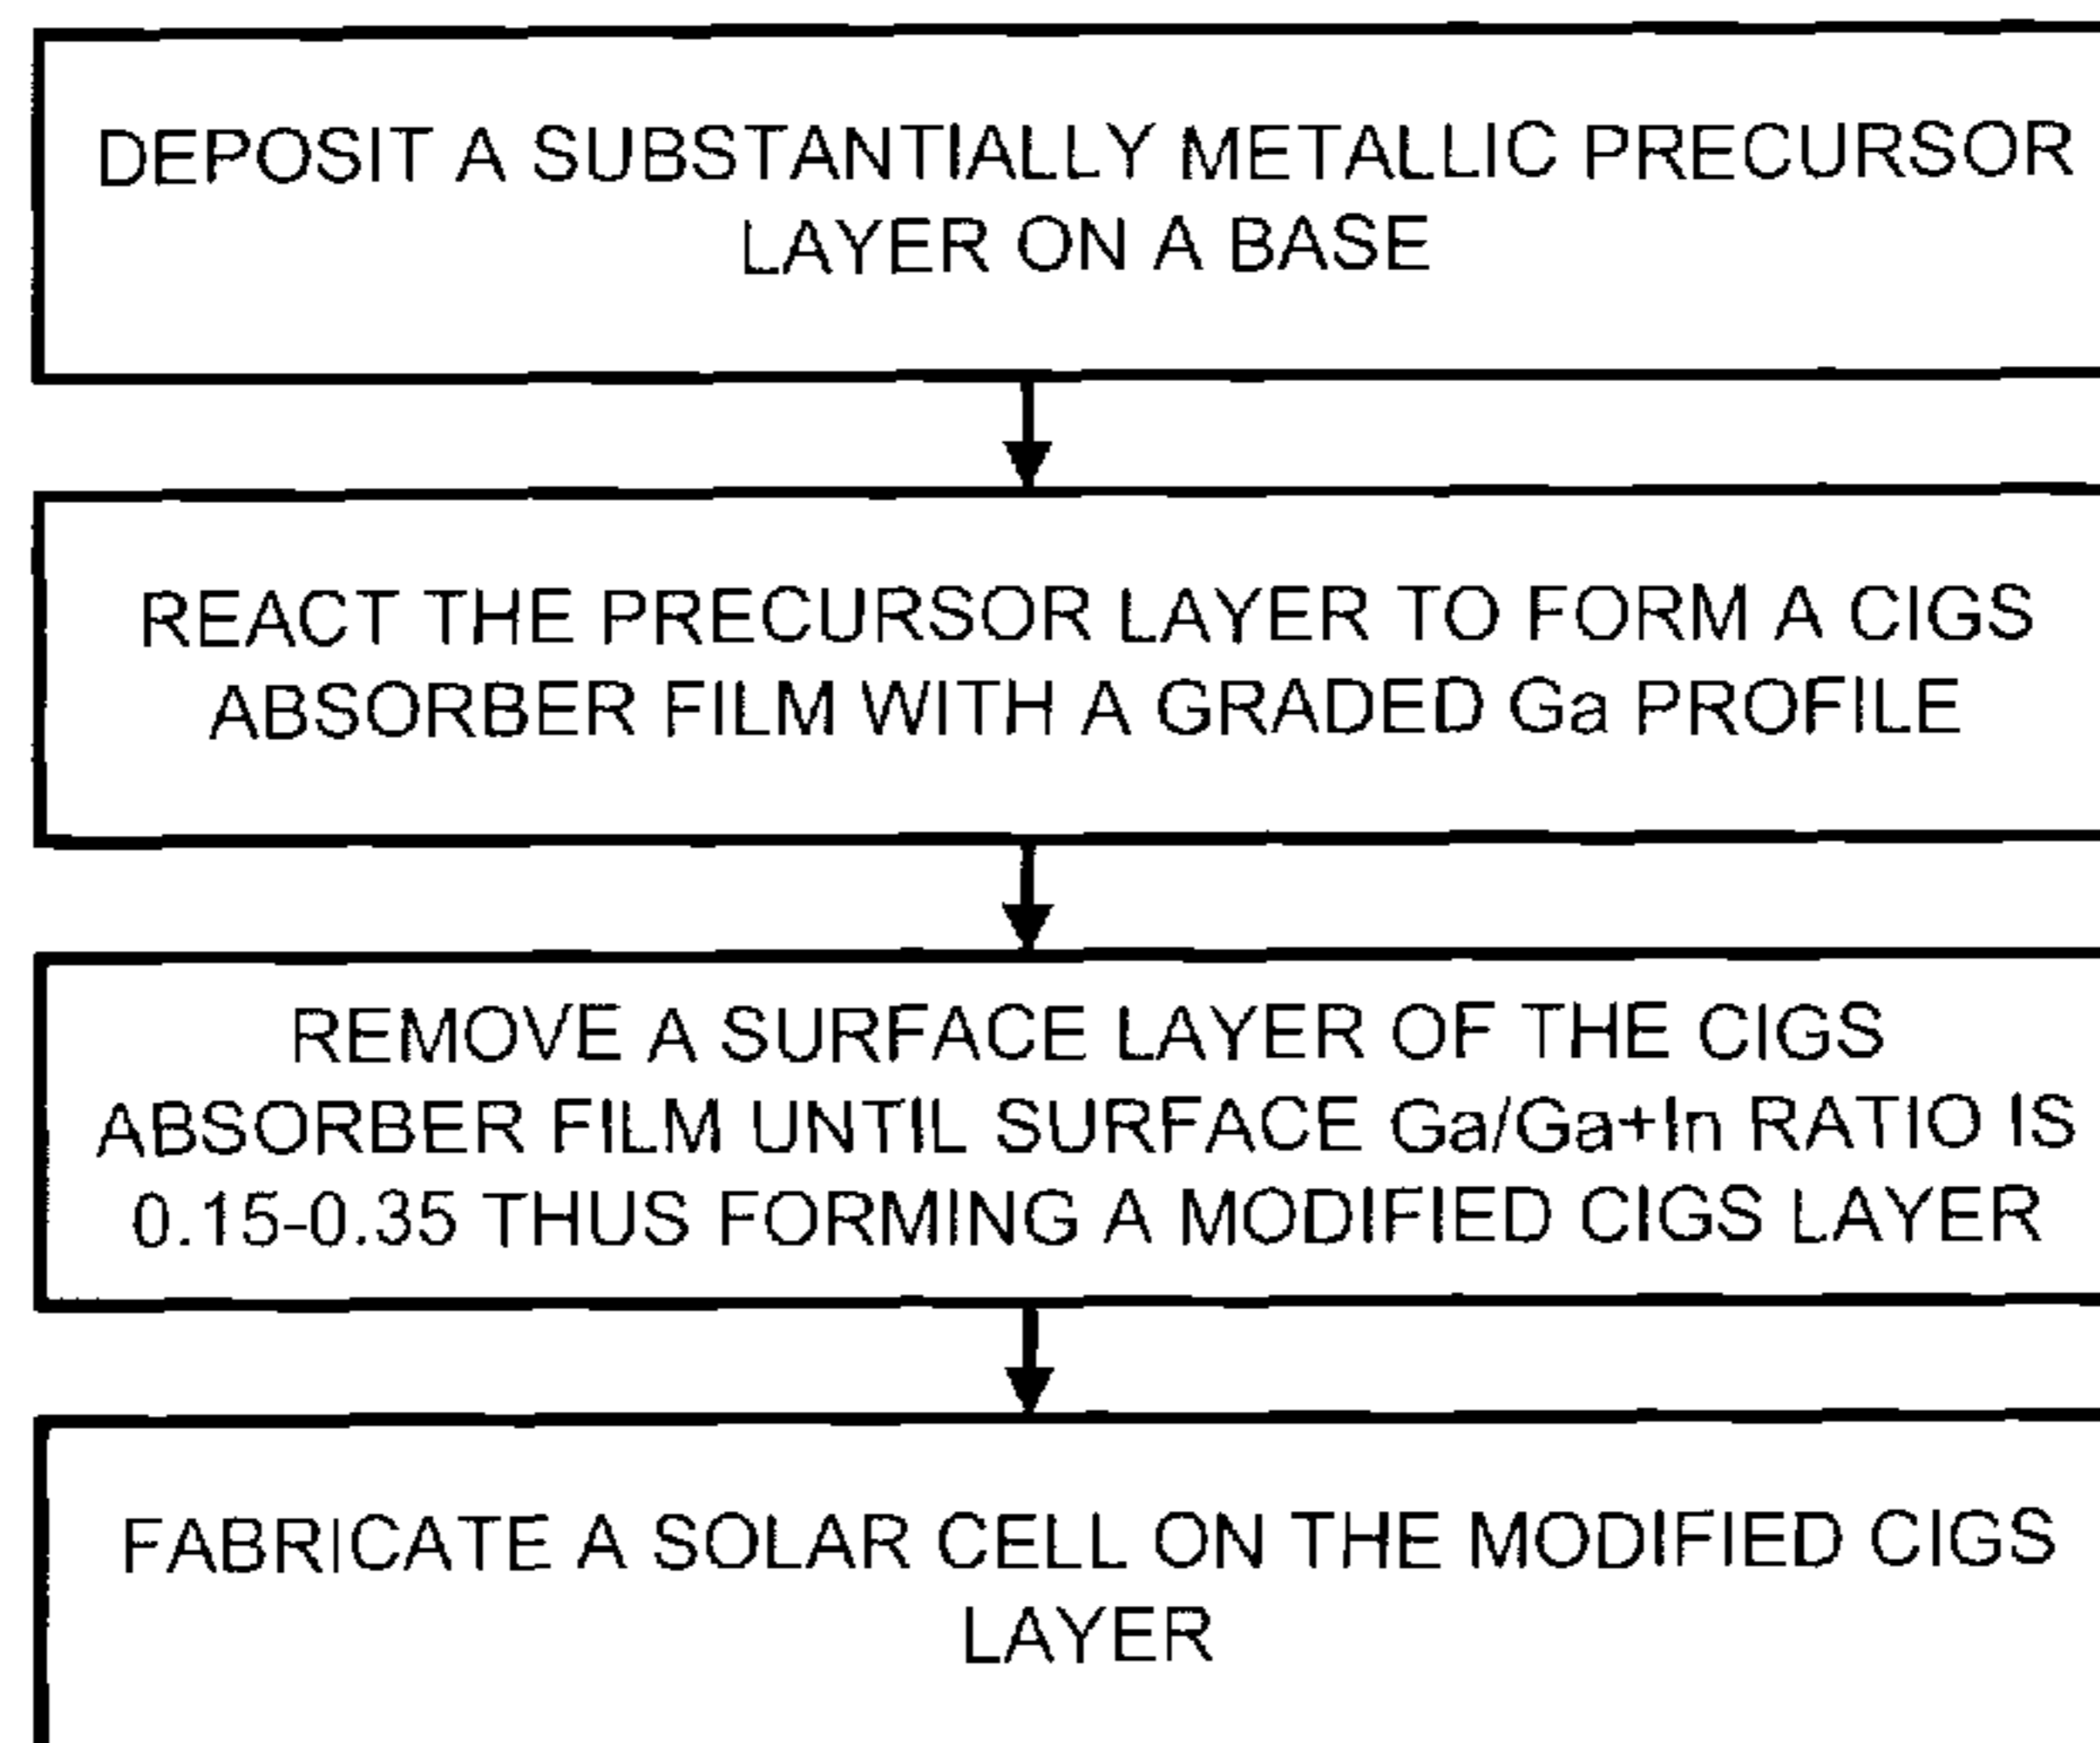 DEPOSIT A SUBSTANTIALLY METALLIC PRECURSOR
LAYER ON A BASE
REACT THE PRECURSOR LAYER TO FORM A CIGS
ABSORBER FILM WITH A GRADED Ga PROFILE
REMOVE A SURFACE LAYER OF THE CIGS
ABSORBER FILM UNTIL SURFACE Ga/Ga+In RATIO IS
0.15-0.35 THUS FORMING A MODIFIED CIGS LAYER
FABRICATE A SOLAR CELL ON THE MODIFIED CIGS
LAYER